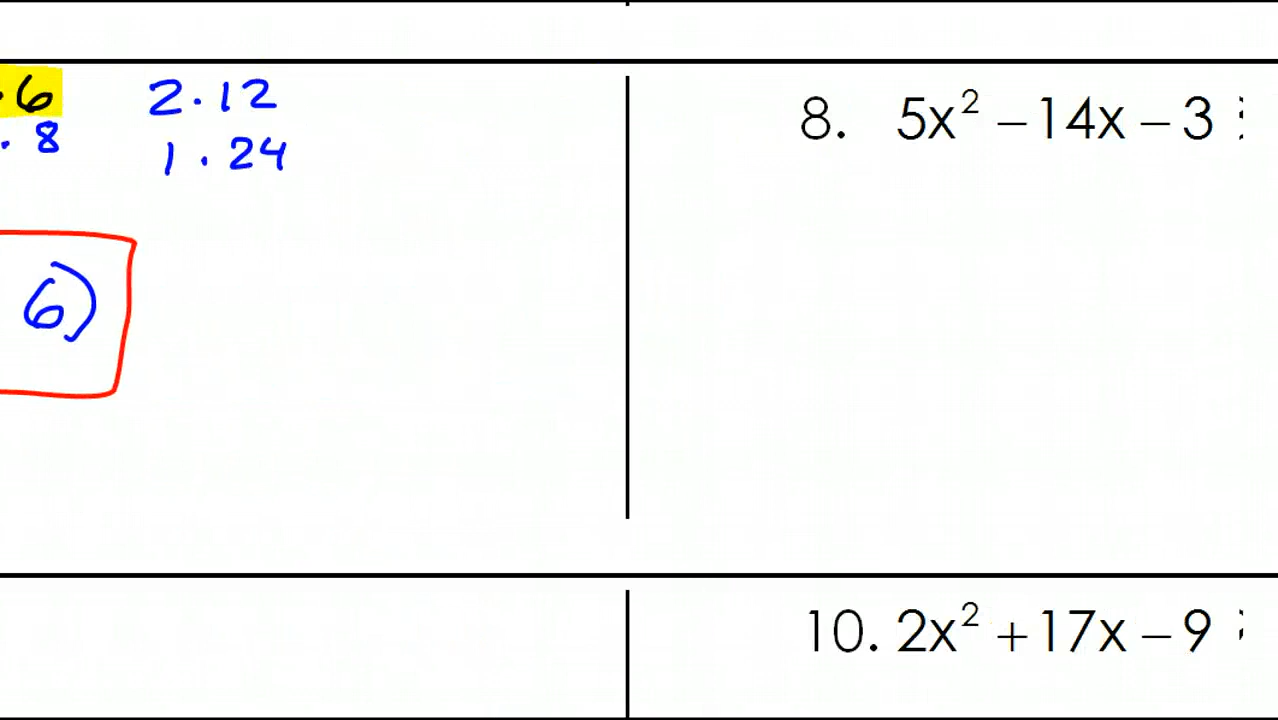 ·6 2·12
·8 1·24
6)
8. 5x² −14x − 3
10. 2x² +17x − 9